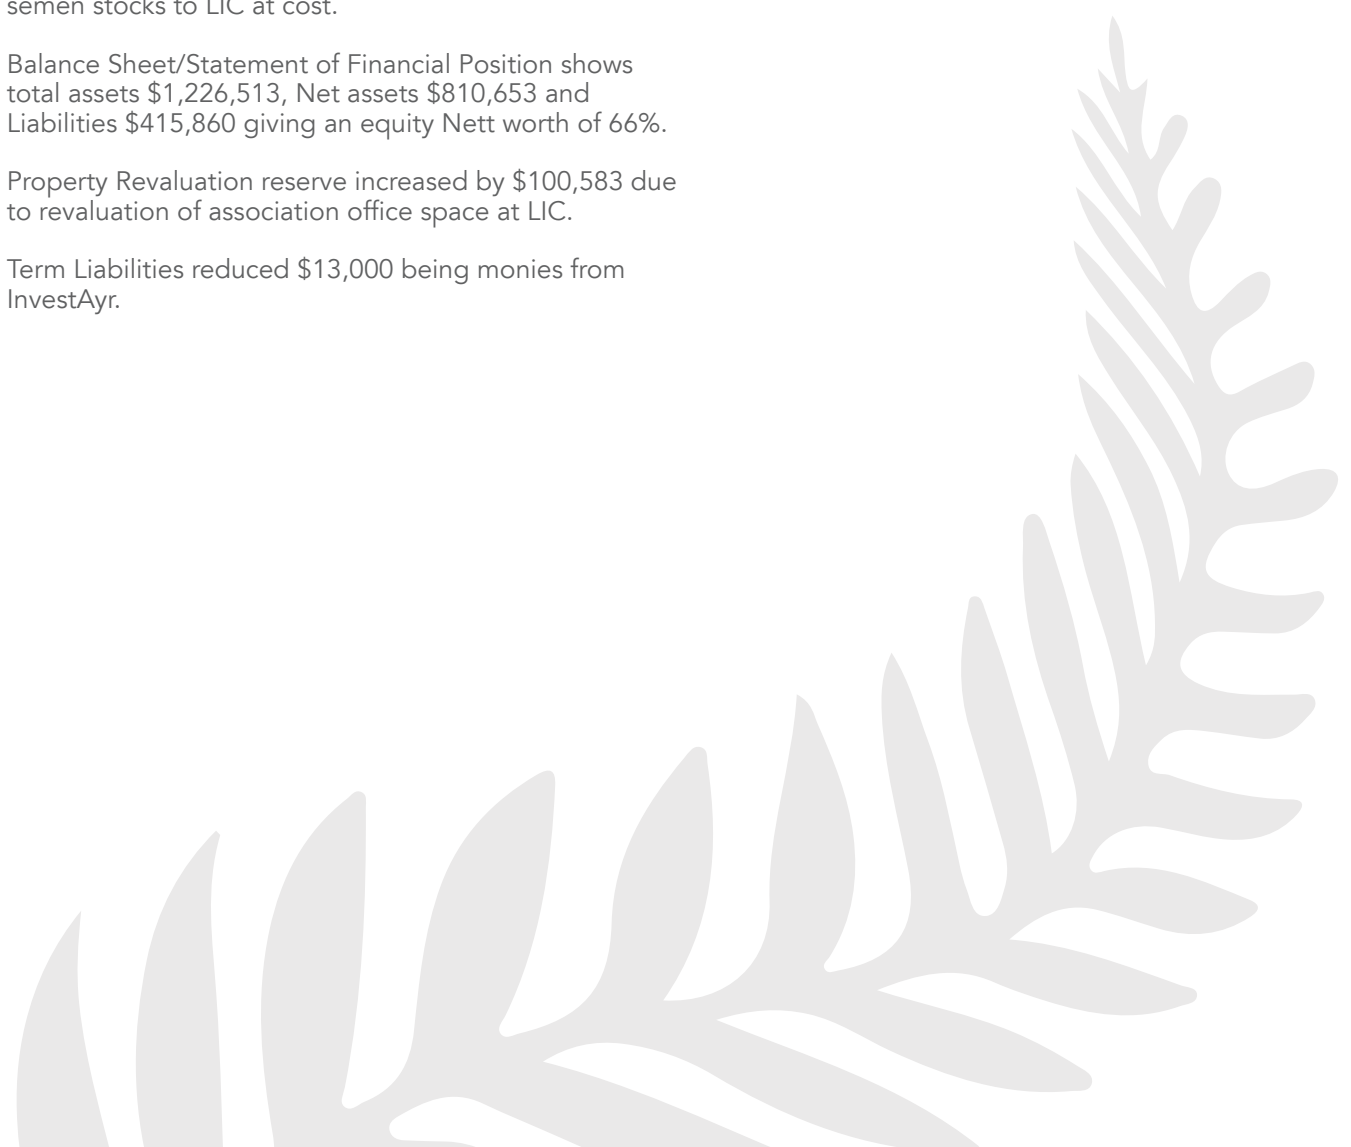 semen stocks to LIC at cost.
Balance Sheet/Statement of Financial Position shows
total assets $1,226,513, Net assets $810,653 and
Liabilities $415,860 giving an equity Nett worth of 66%.
Property Revaluation reserve increased by $100,583 due
to revaluation of association office space at LIC.
Term Liabilities reduced $13,000 being monies from
InvestAyr.